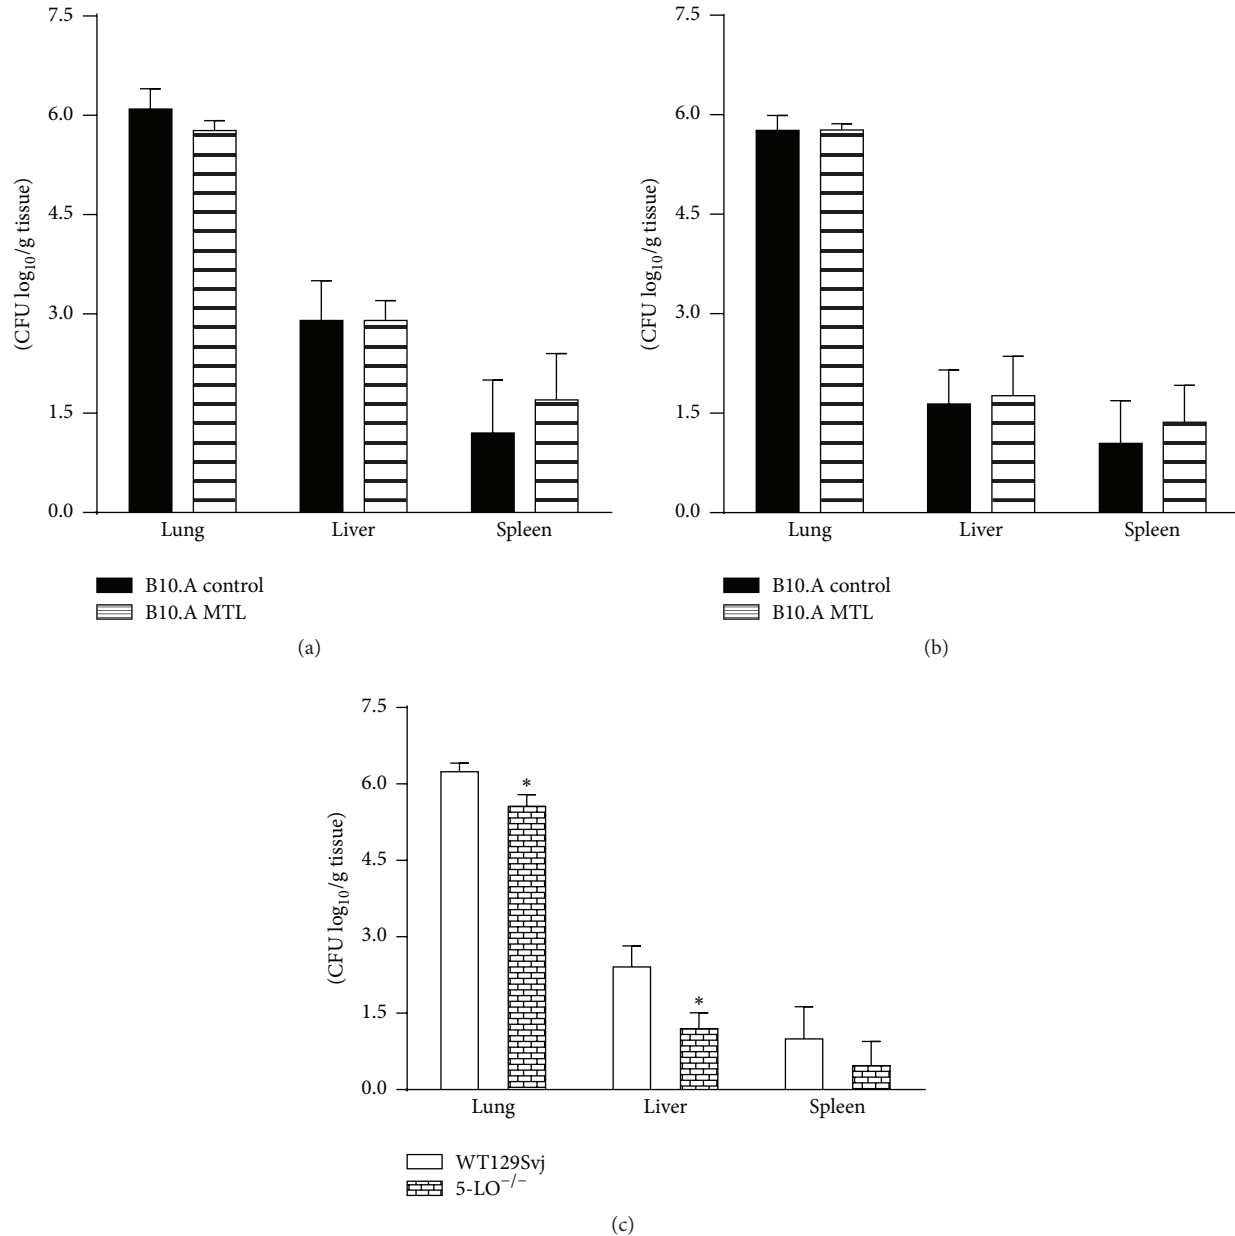 7.5
6.0
4.5
3.0
1.5
0.0
(CFU log₁₀/g tissue)
Lung Liver Spleen
B10.A control
B10.A MTL
(a)
7.5
6.0
4.5
3.0
1.5
0.0
(CFU log₁₀/g tissue)
Lung Liver Spleen
B10.A control
B10.A MTL
(b)
7.5
6.0
4.5
3.0
1.5
0.0
(CFU log₁₀/g tissue)
*
*
Lung Liver Spleen
WT129Svj
5-LO⁻/⁻
(c)